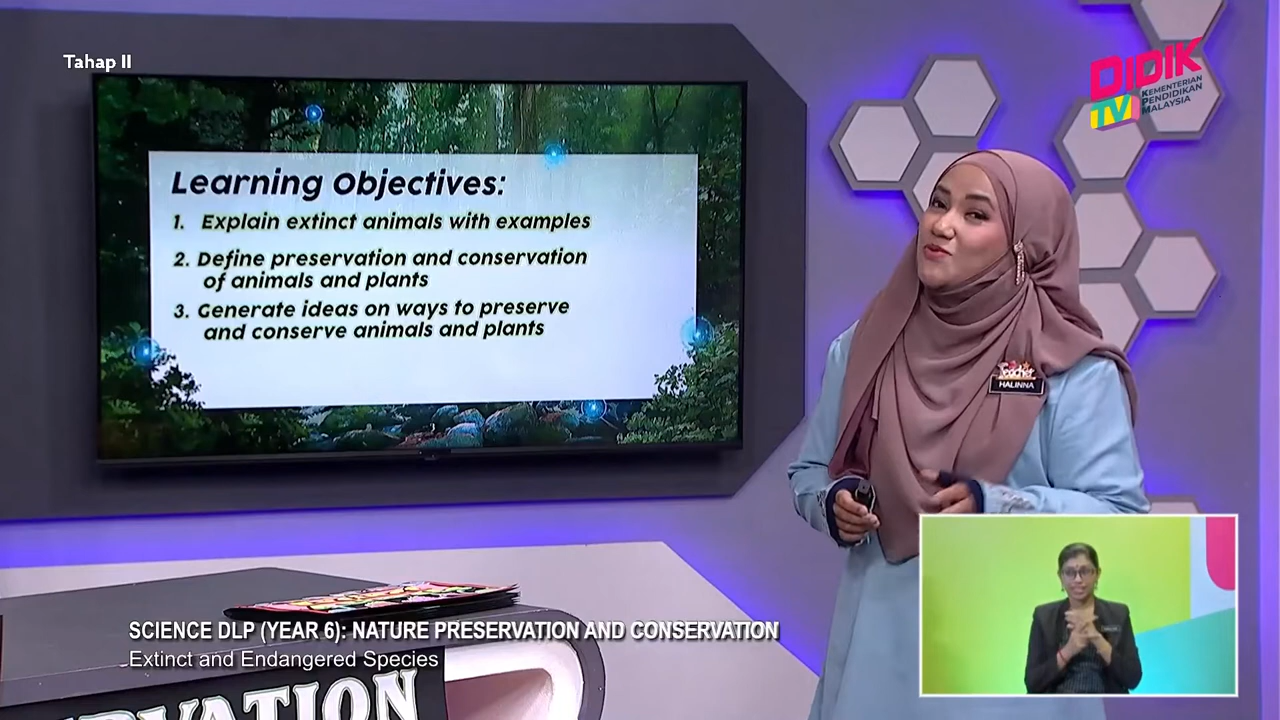 Tahap II
DIDIK
TV
KEMENTERIAN
PENDIDIKAN
MALAYSIA
Learning Objectives:
1. Explain extinct animals with examples
2. Define preservation and conservation
of animals and plants
3. Generate ideas on ways to preserve
and conserve animals and plants
Teacher
HALINNA
SCIENCE DLP (YEAR 6): NATURE PRESERVATION AND CONSERVATION
Extinct and Endangered Species
RVATION